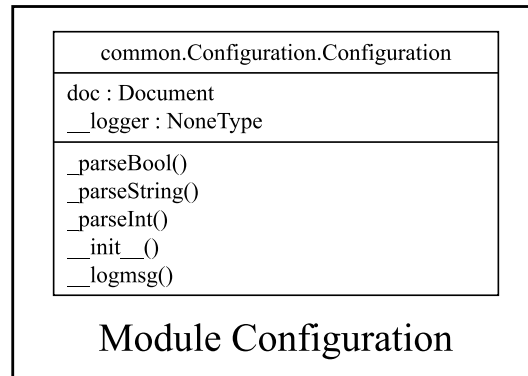 common.Configuration.Configuration
doc : Document
__logger : NoneType
_parseBool()
_parseString()
_parseInt()
__init__()
__logmsg()
Module Configuration